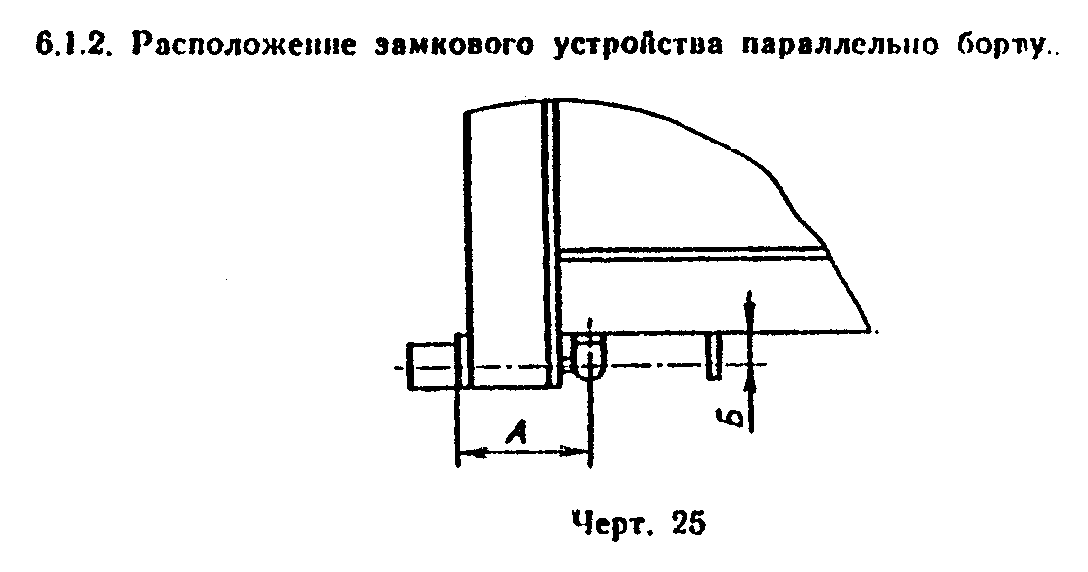 6.1.2. Расположение замкового устройства параллельно борту..
А
Б
Черт. 25